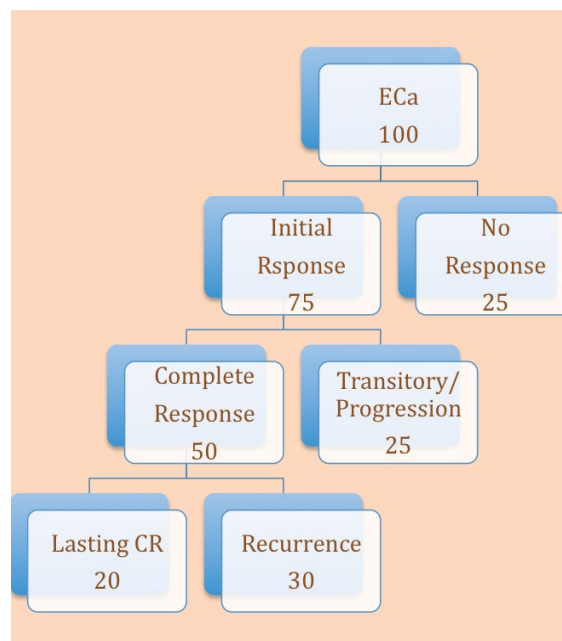 ECa
100
Initial
Rsponse
75
No
Response
25
Complete
Response
50
Transitory/
Progression
25
Lasting CR
20
Recurrence
30